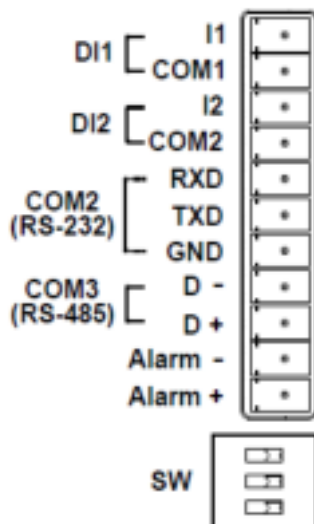 I1
DI1
COM1
I2
DI2
COM2
RXD
COM2
(RS-232)
TXD
GND
COM3
(RS-485)
D -
D +
Alarm -
Alarm +
SW